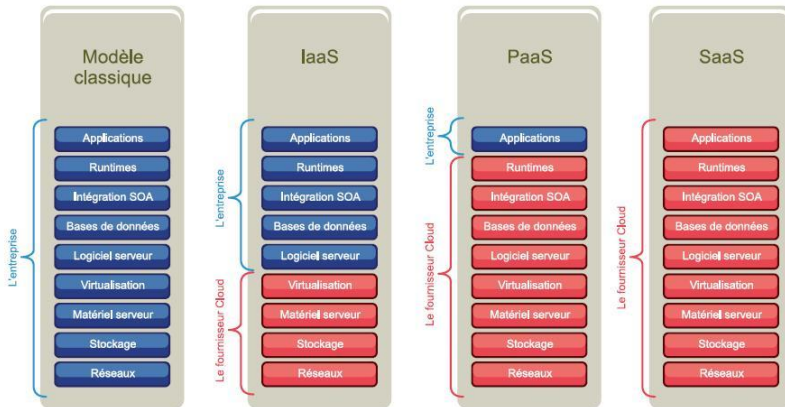 Modèle
classique
L'entreprise
Applications
Runtimes
Intégration SOA
Bases de données
Logiciel serveur
Virtualisation
Matériel serveur
Stockage
Réseaux
IaaS
L'entreprise
Le fournisseur Cloud
Applications
Runtimes
Intégration SOA
Bases de données
Logiciel serveur
Virtualisation
Matériel serveur
Stockage
Réseaux
PaaS
L'entreprise
Le fournisseur Cloud
Applications
Runtimes
Intégration SOA
Bases de données
Logiciel serveur
Virtualisation
Matériel serveur
Stockage
Réseaux
SaaS
Le fournisseur Cloud
Applications
Runtimes
Intégration SOA
Bases de données
Logiciel serveur
Virtualisation
Matériel serveur
Stockage
Réseaux